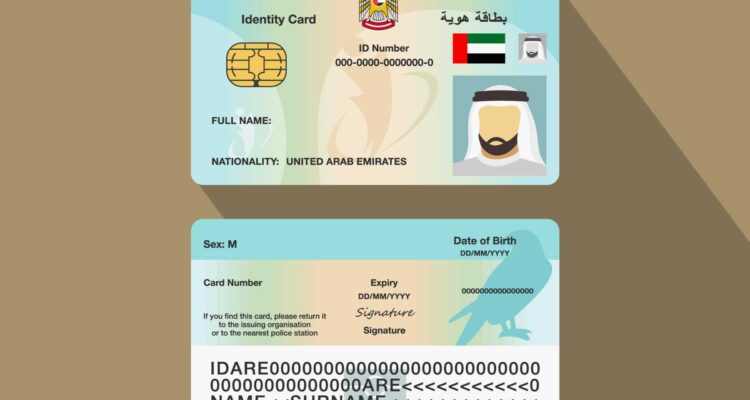 Identity Card
بطاقة هوية
ID Number
000-0000-0000000-0
FULL NAME:
NATIONALITY: UNITED ARAB EMIRATES
Sex: M
Date of Birth
DD/MM/YYYY
Card Number
Expiry
DD/MM/YYYY
000000000000000
Signature
Signature
If you find this card, please return it
to the issuing organisation
or to the nearest police station
IDARE000000000000000000000000
00000000000000ARE<<<<<<<<<<<0
NAME<<SURNAME<<<<<<<<<<<